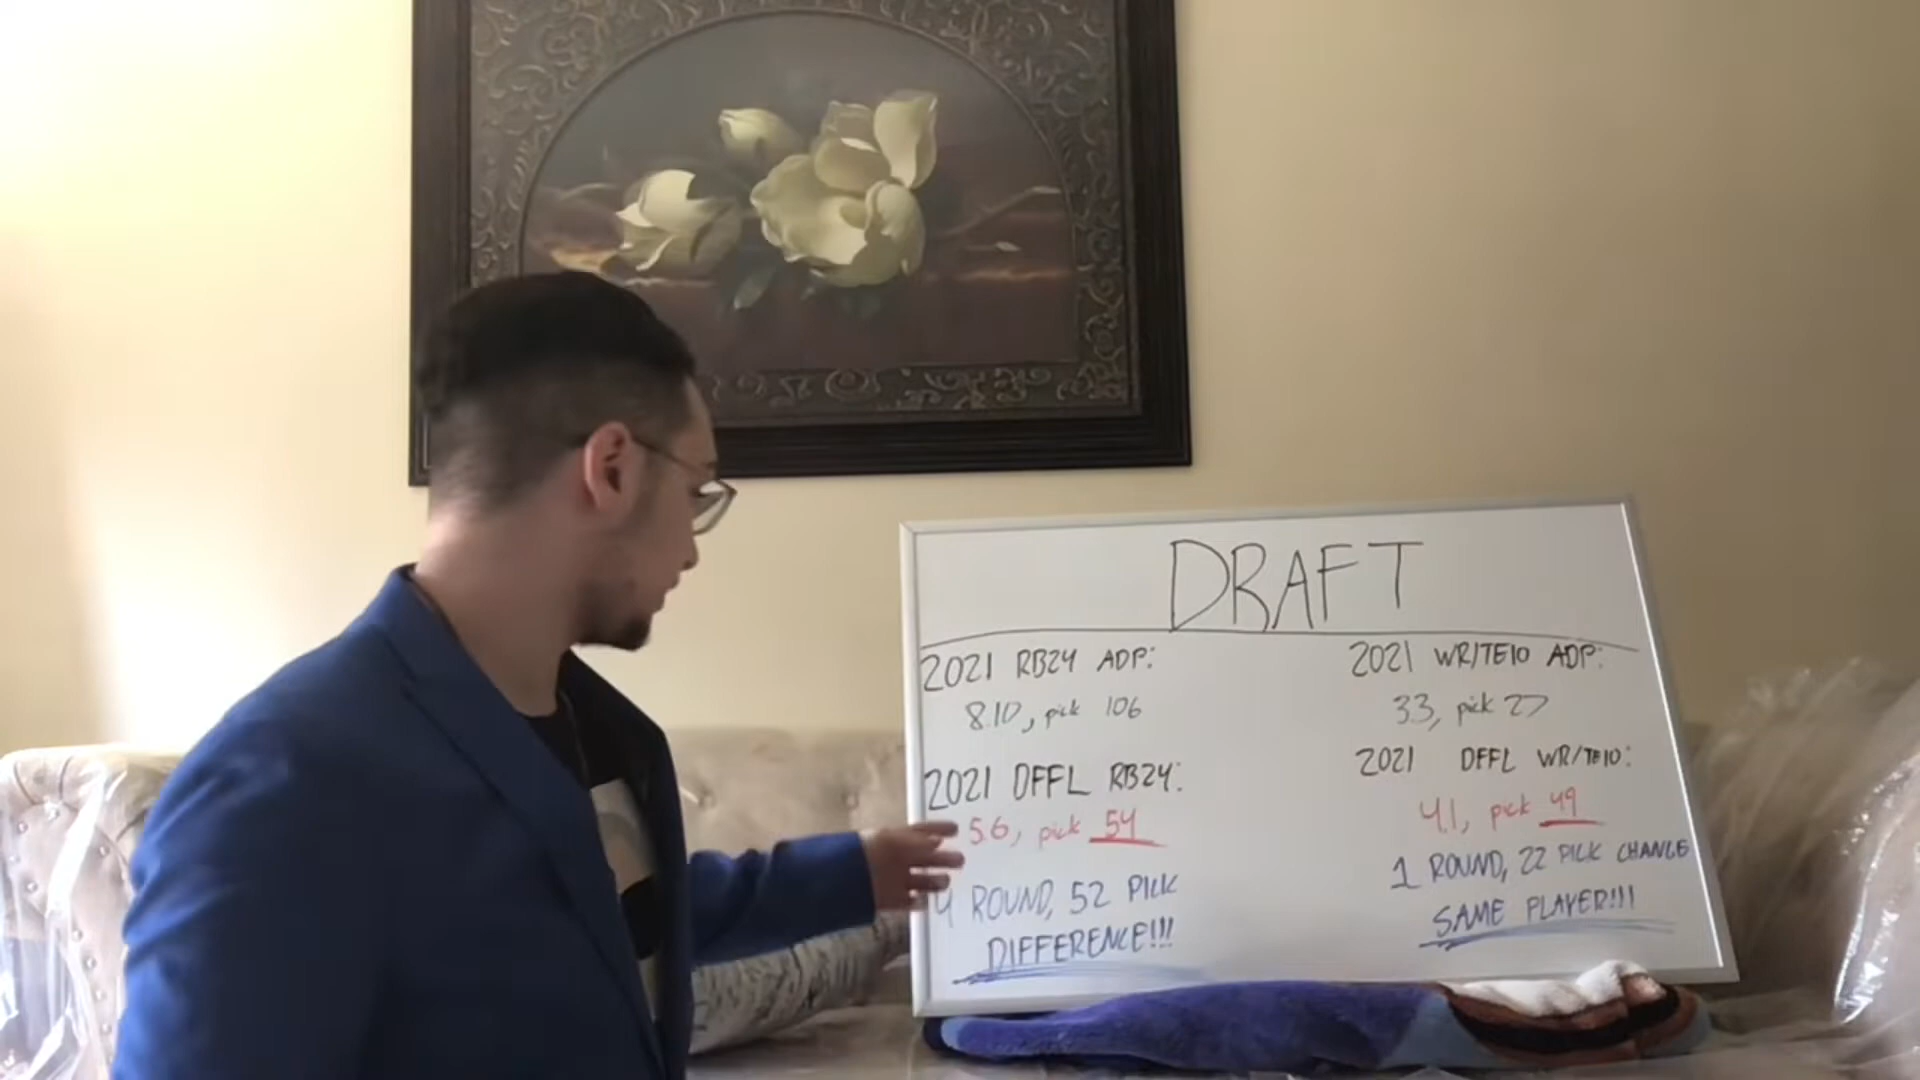 DRAFT
2021 RB24 ADP:
8.10, pick 106
2021 DFFL RB24:
5.6, pick 54
4 ROUND, 52 PICK
DIFFERENCE!!!
2021 WR/TE10 ADP:
3.3, pick 27
2021 DFFL WR/TE10:
4.1, pick 49
1 ROUND, 22 PICK CHANGE
SAME PLAYER!!!